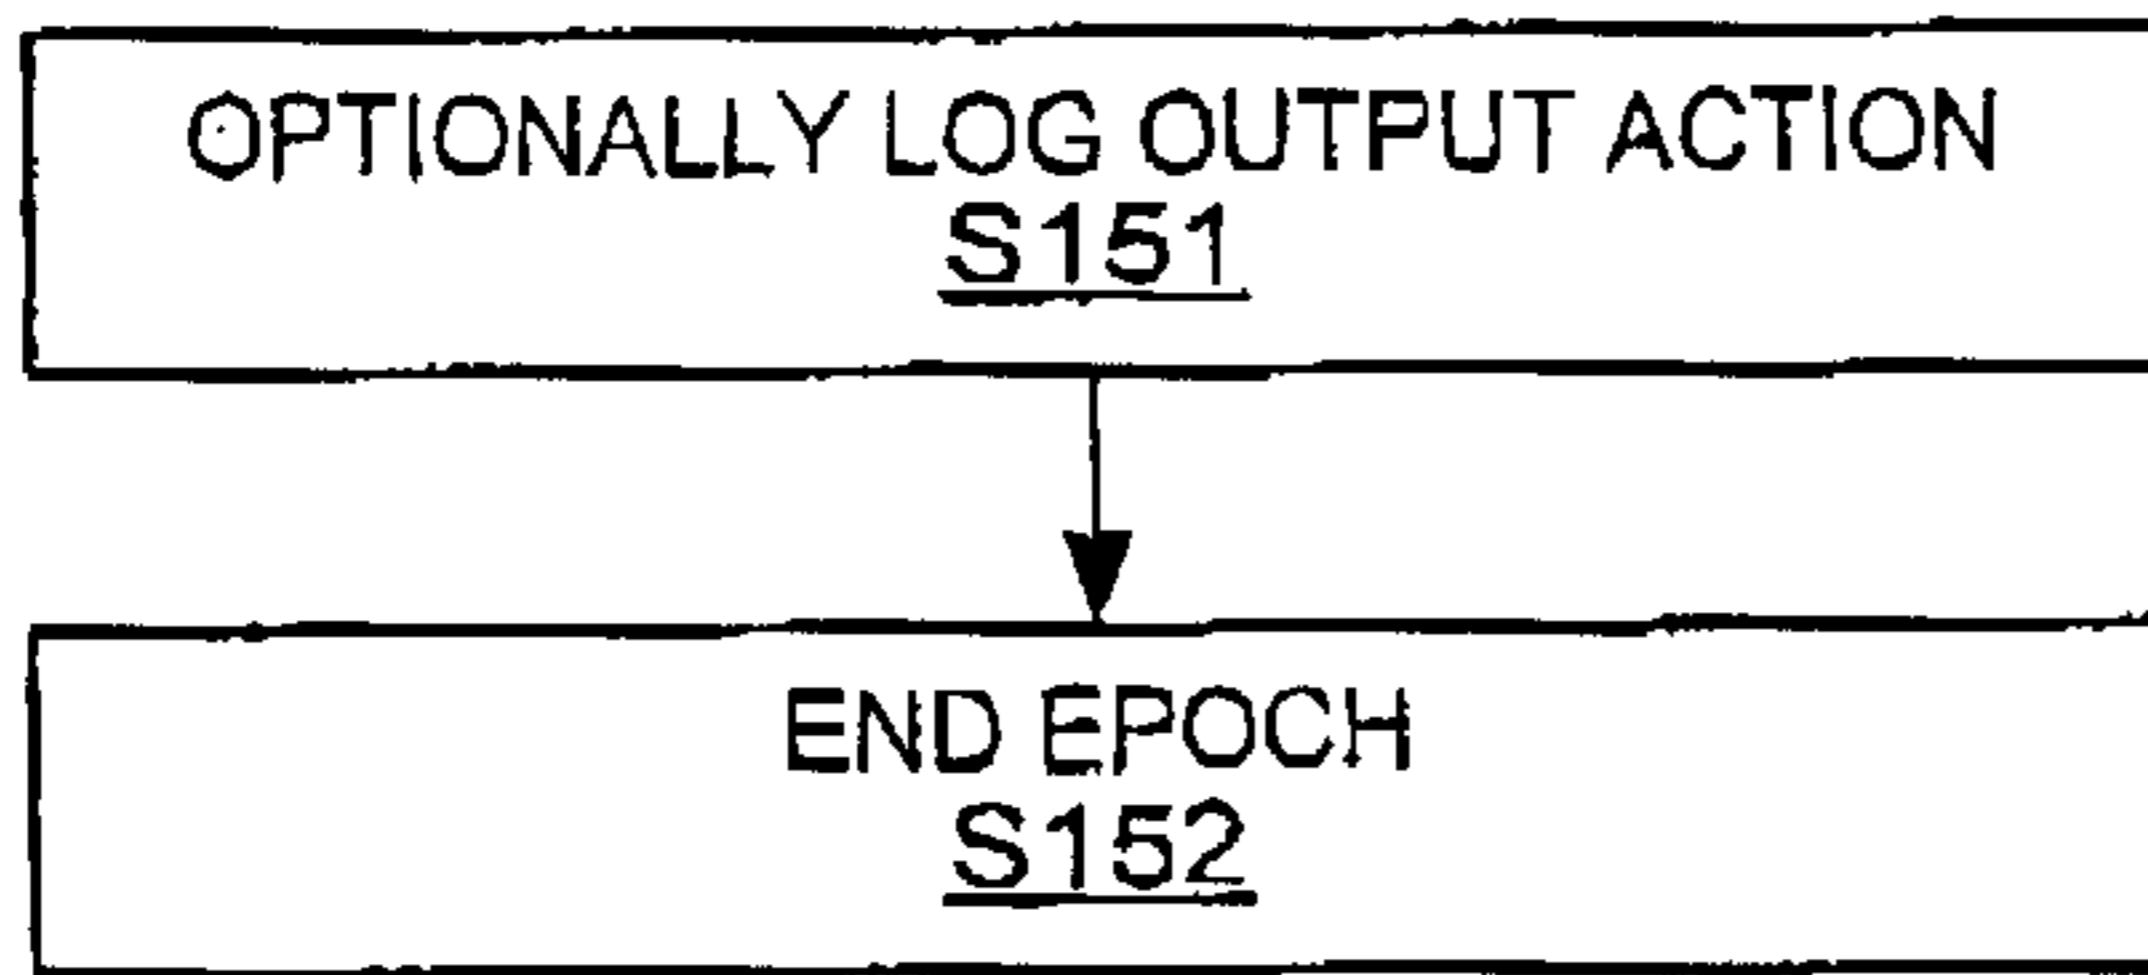 OPTIONALLY LOG OUTPUT ACTION
S151
END EPOCH
S152